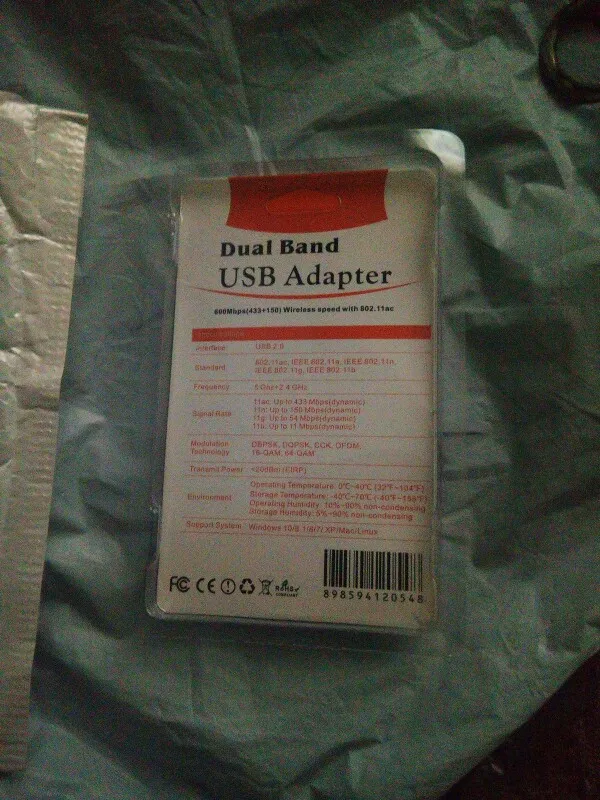 Dual Band
USB Adapter
600Mbps(433+150) Wireless speed with 802.11ac
Interface USB 2.0
Standard 802.11ac, IEEE 802.11a, IEEE 802.11n,
IEEE 802.11g, IEEE 802.11b
Frequency 5 Ghz+2.4 GHz
Signal Rate 11ac: Up to 433 Mbps(dynamic)
11n: Up to 150 Mbps(dynamic)
11g: Up to 54 Mbps(dynamic)
11b: Up to 11 Mbps(dynamic)
Modulation Technology DBPSK, DQPSK, CCK, OFDM,
16-QAM, 64-QAM
Transmit Power <20dBm (EIRP)
Environment Operating Temperature: 0℃~40℃ (32℉~104℉)
Storage Temperature: -40℃~70℃ (-40℉~158℉)
Operating Humidity: 10%~90% non-condensing
Storage Humidity: 5%~90% non-condensing
Support System Windows 10/8.1/8/7/ XP/Mac/Linux
FC CE RoHS
COMPLIANT
898594120548